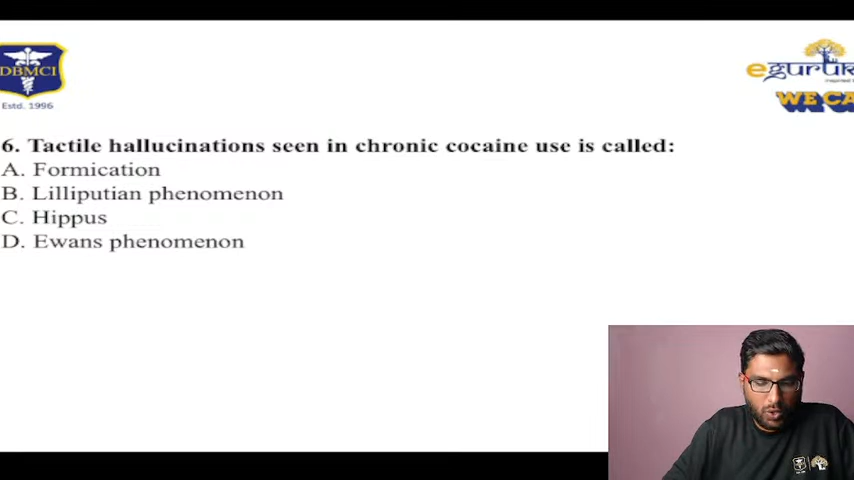 DBMCI
Estd. 1996
eGuruk
WE CA
6. Tactile hallucinations seen in chronic cocaine use is called:
A. Formication
B. Lilliputian phenomenon
C. Hippus
D. Ewans phenomenon